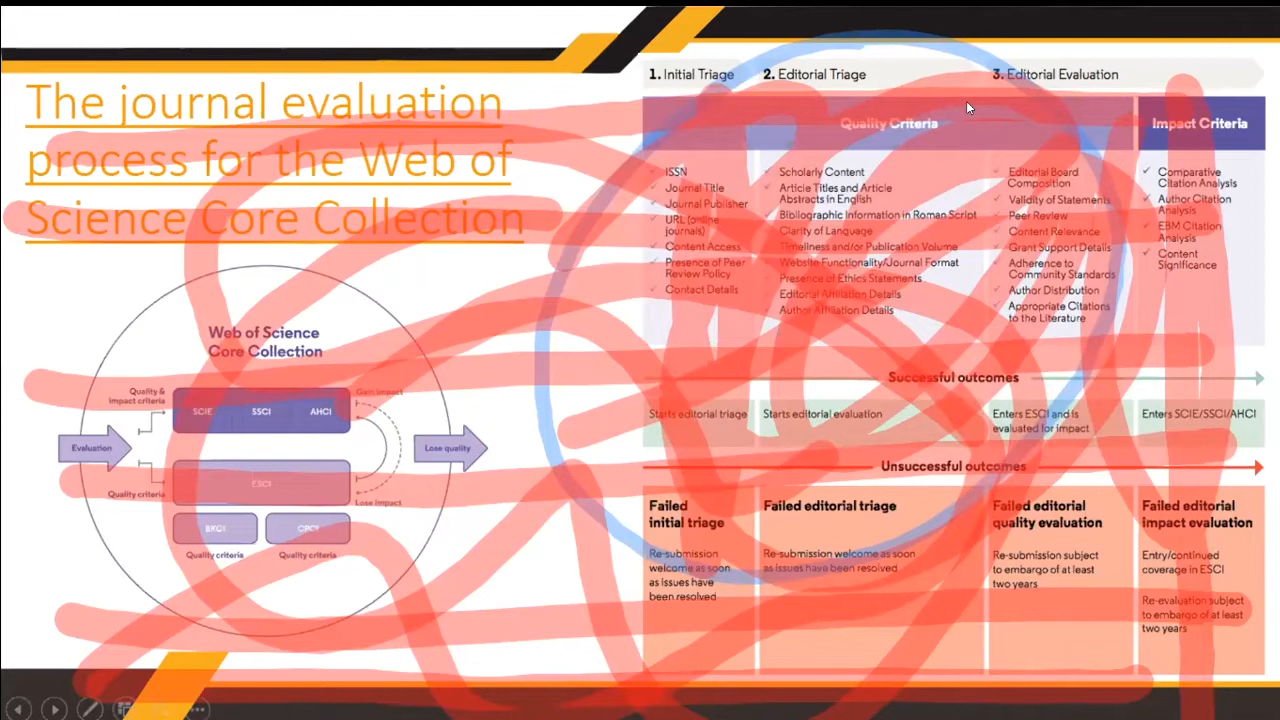 The journal evaluation
process for the Web of
Science Core Collection
Web of Science
Core Collection
Quality &
impact criteria
Gain impact
SCIE SSCI AHCI
Evaluation
Lose quality
ESCI
Quality criteria
Lose impact
BKCI CPCI
Quality criteria Quality criteria
1. Initial Triage 2. Editorial Triage 3. Editorial Evaluation
Quality Criteria Impact Criteria
ISSN
Journal Title
Journal Publisher
URL (online
journals)
Content Access
Presence of Peer
Review Policy
Contact Details
Scholarly Content
Article Titles and Article
Abstracts in English
Bibliographic Information in Roman Script
Clarity of Language
Timeliness and/or Publication Volume
Website Functionality/Journal Format
Presence of Ethics Statements
Editorial Affiliation Details
Author Affiliation Details
Editorial Board
Composition
Validity of Statements
Peer Review
Content Relevance
Grant Support Details
Adherence to
Community Standards
Author Distribution
Appropriate Citations
to the Literature
Comparative
Citation Analysis
Author Citation
Analysis
EBM Citation
Analysis
Content
Significance
Successful outcomes
Starts editorial triage
Starts editorial evaluation
Enters ESCI and is
evaluated for impact
Enters SCIE/SSCI/AHCI
Unsuccessful outcomes
Failed
initial triage
Re-submission
welcome as soon
as issues have
been resolved
Failed editorial triage
Re-submission welcome as soon
as issues have been resolved
Failed editorial
quality evaluation
Re-submission subject
to embargo of at least
two years
Failed editorial
impact evaluation
Entry/continued
coverage in ESCI
Re-evaluation subject
to embargo of at least
two years